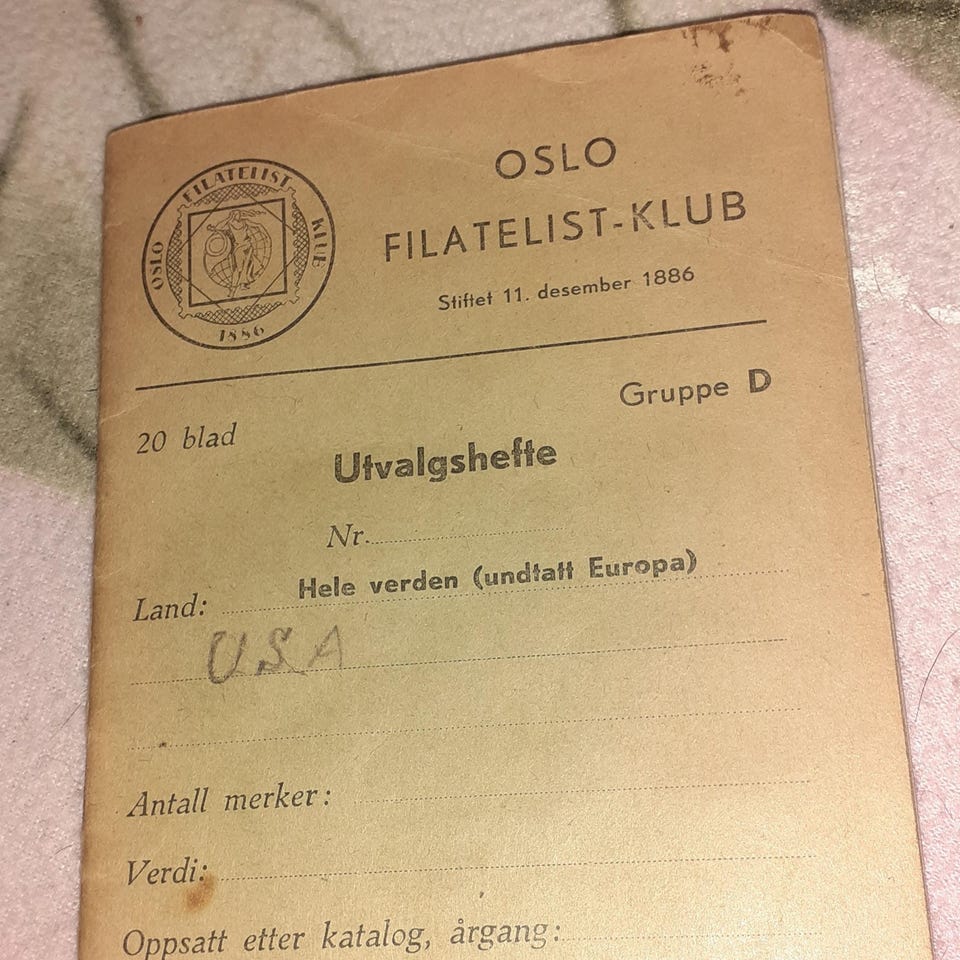 OSLO FILATELIST KLUB
1886
OSLO
FILATELIST-KLUB
Stiftet 11. desember 1886
Gruppe D
20 blad
Utvalgshefte
Nr.
Land: Hele verden (undtatt Europa)
USA
Antall merker:
Verdi:
Oppsatt etter katalog, årgang: